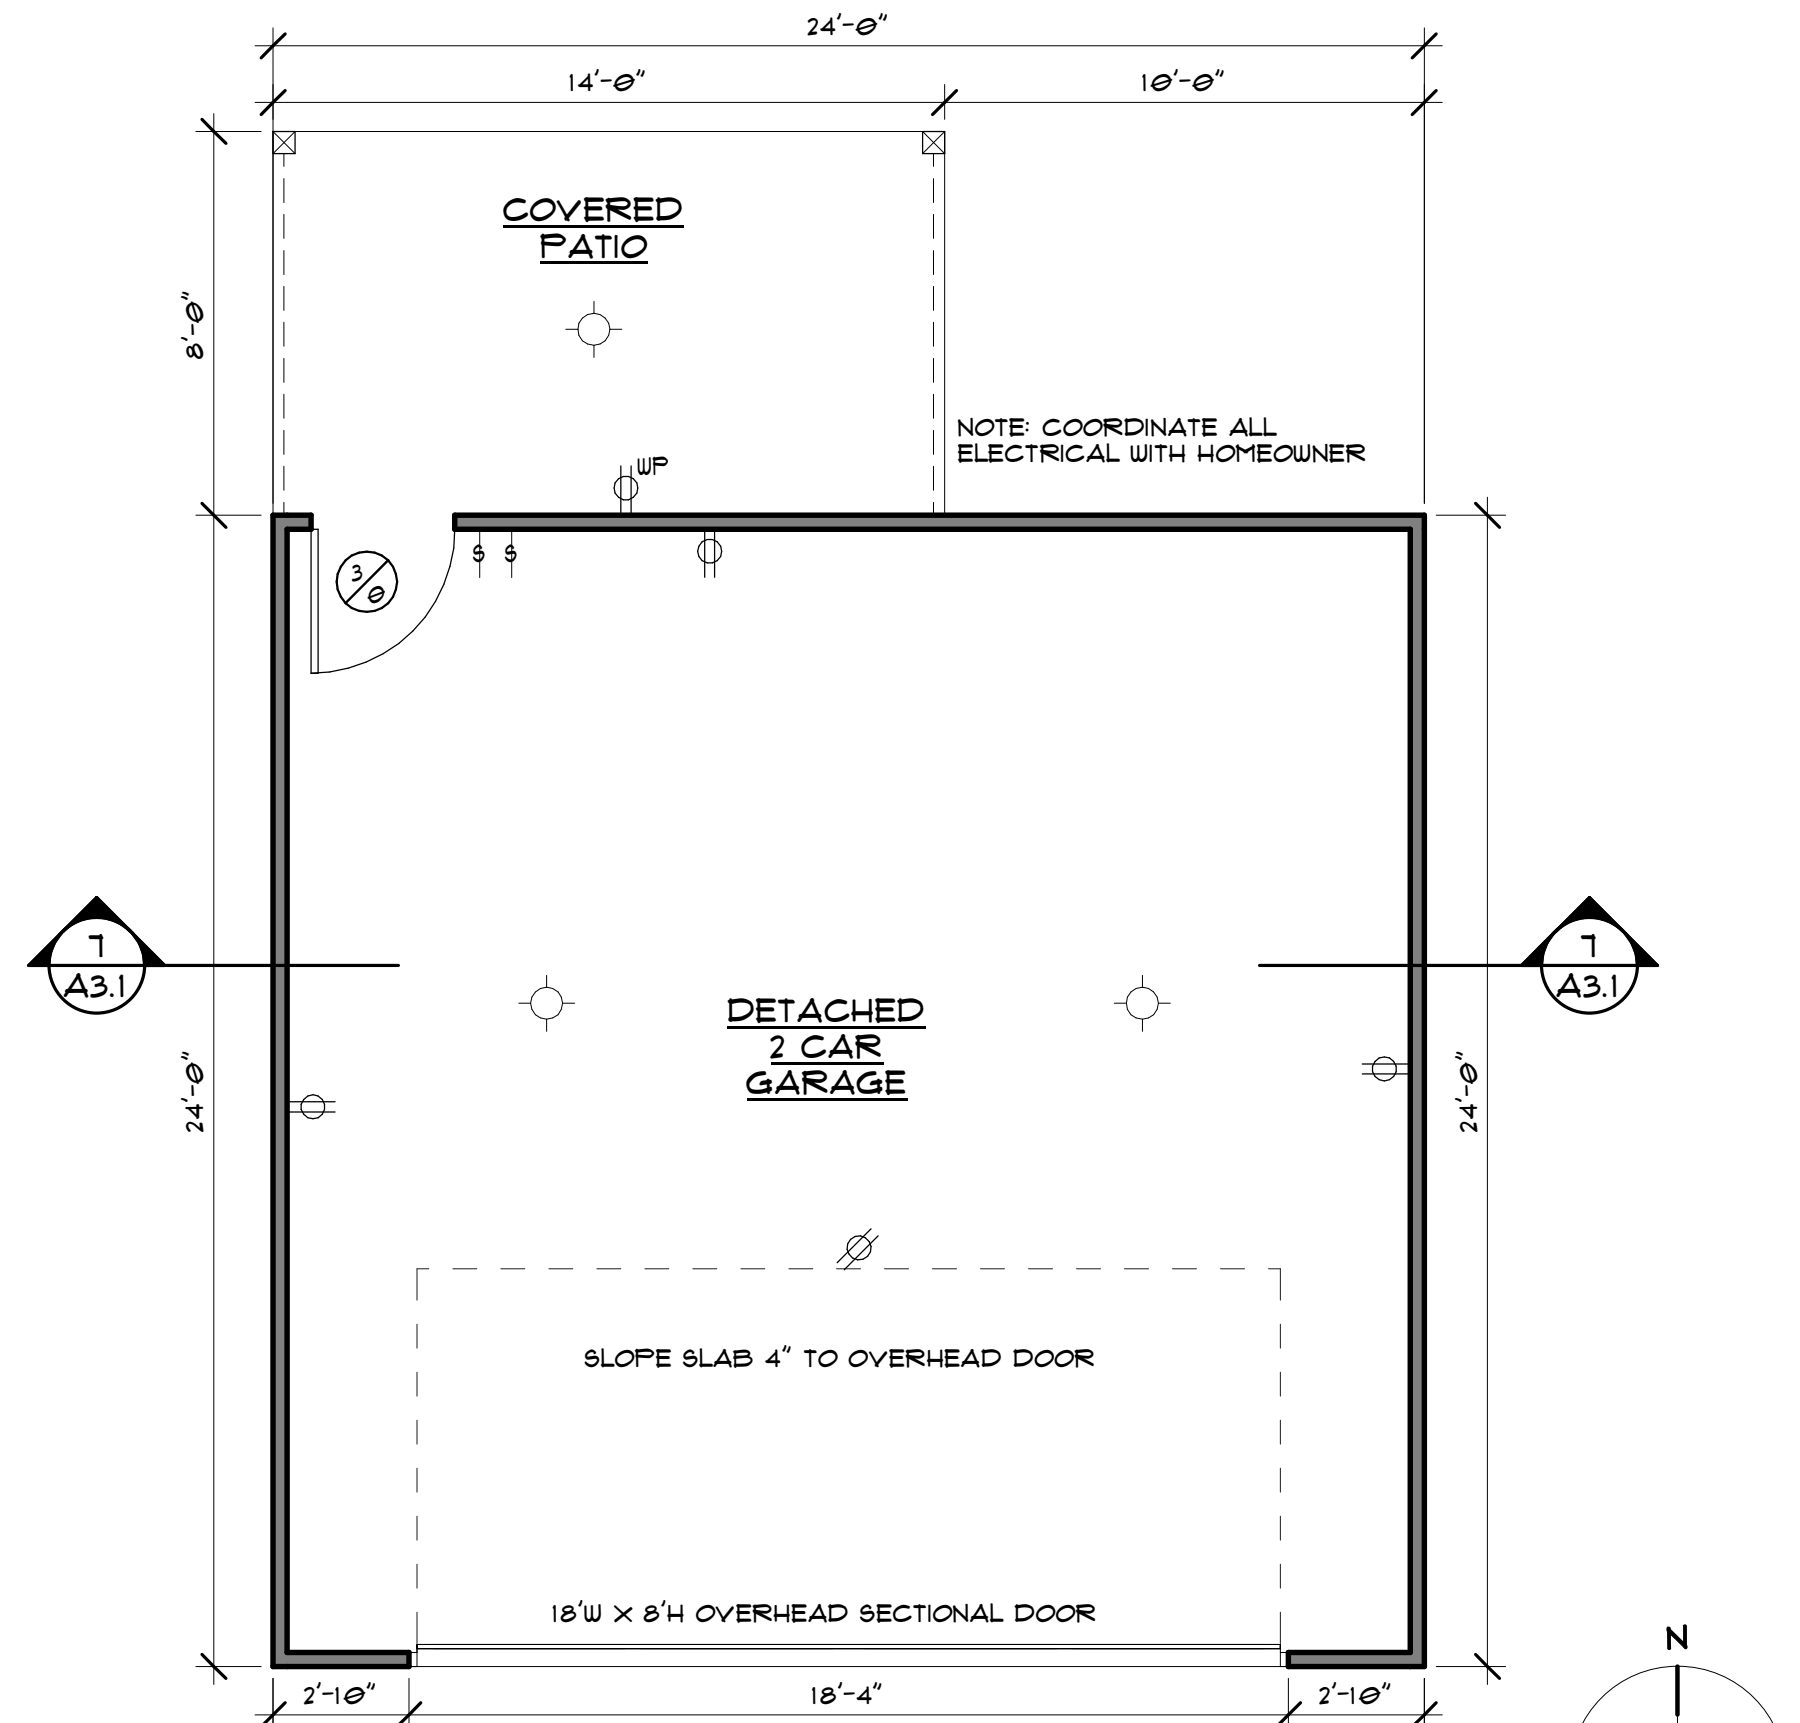 24'-0"
14'-0"
10'-0"
COVERED
PATIO
8'-0"
NOTE: COORDINATE ALL
ELECTRICAL WITH HOMEOWNER
WP
S S
3
0
7
A3.1
7
A3.1
DETACHED
2 CAR
GARAGE
24'-0"
24'-0"
SLOPE SLAB 4" TO OVERHEAD DOOR
18'W X 8'H OVERHEAD SECTIONAL DOOR
N
2'-10"
18'-4"
2'-10"